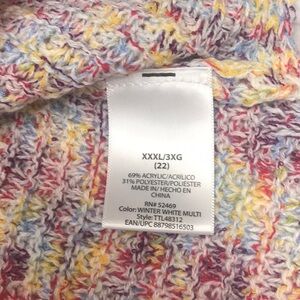 XXXL/3XG
(22)
69% ACRYLIC/ACRÍLICO
31% POLYESTER/POLIÉSTER
MADE IN/ HECHO EN
CHINA
RN# 52469
Color: WINTER WHITE MULTI
Style: TTL48312
EAN/UPC 88798516503